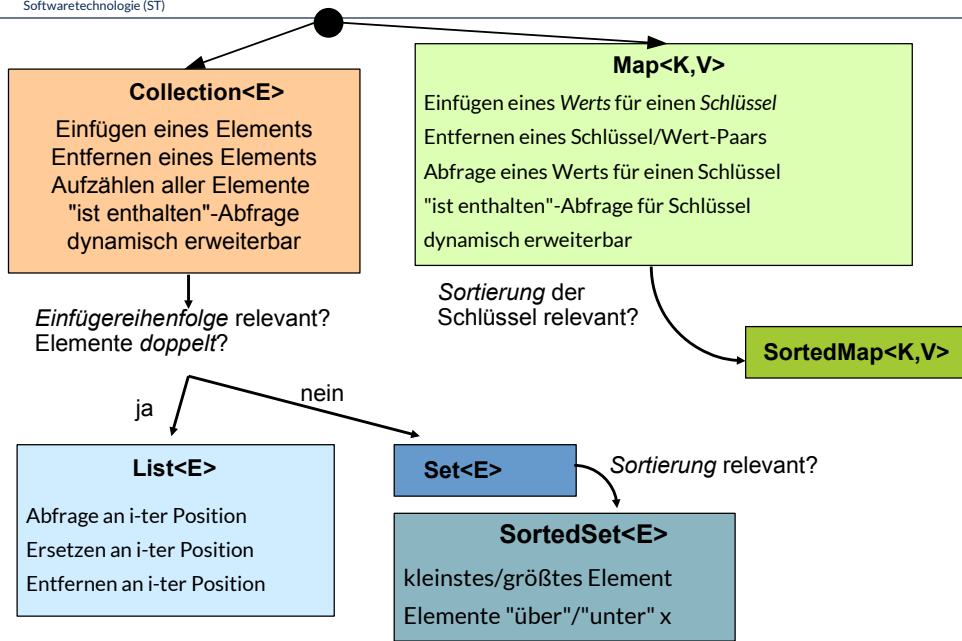 Softwaretechnologie (ST)
Collection<E>
Einfügen eines Elements
Entfernen eines Elements
Aufzählen aller Elemente
"ist enthalten"-Abfrage
dynamisch erweiterbar
Map<K,V>
Einfügen eines Werts für einen Schlüssel
Entfernen eines Schlüssel/Wert-Paars
Abfrage eines Werts für einen Schlüssel
"ist enthalten"-Abfrage für Schlüssel
dynamisch erweiterbar
Einfügereihenfolge relevant?
Elemente doppelt?
Sortierung der
Schlüssel relevant?
SortedMap<K,V>
ja
nein
List<E>
Abfrage an i-ter Position
Ersetzen an i-ter Position
Entfernen an i-ter Position
Set<E>
Sortierung relevant?
SortedSet<E>
kleinstes/größtes Element
Elemente "über"/"unter" x